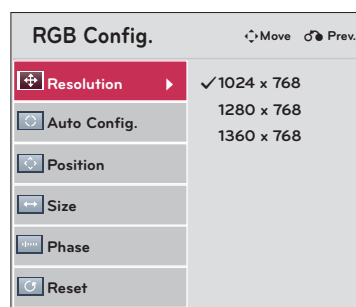 RGB Config.
Move Prev.
Resolution
1024 x 768
1280 x 768
1360 x 768
Auto Config.
Position
Size
Phase
Reset